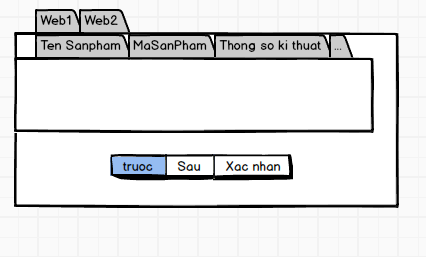 Web1 Web2
Ten Sanpham MaSanPham Thong so ki thuat ...
truoc Sau Xac nhan